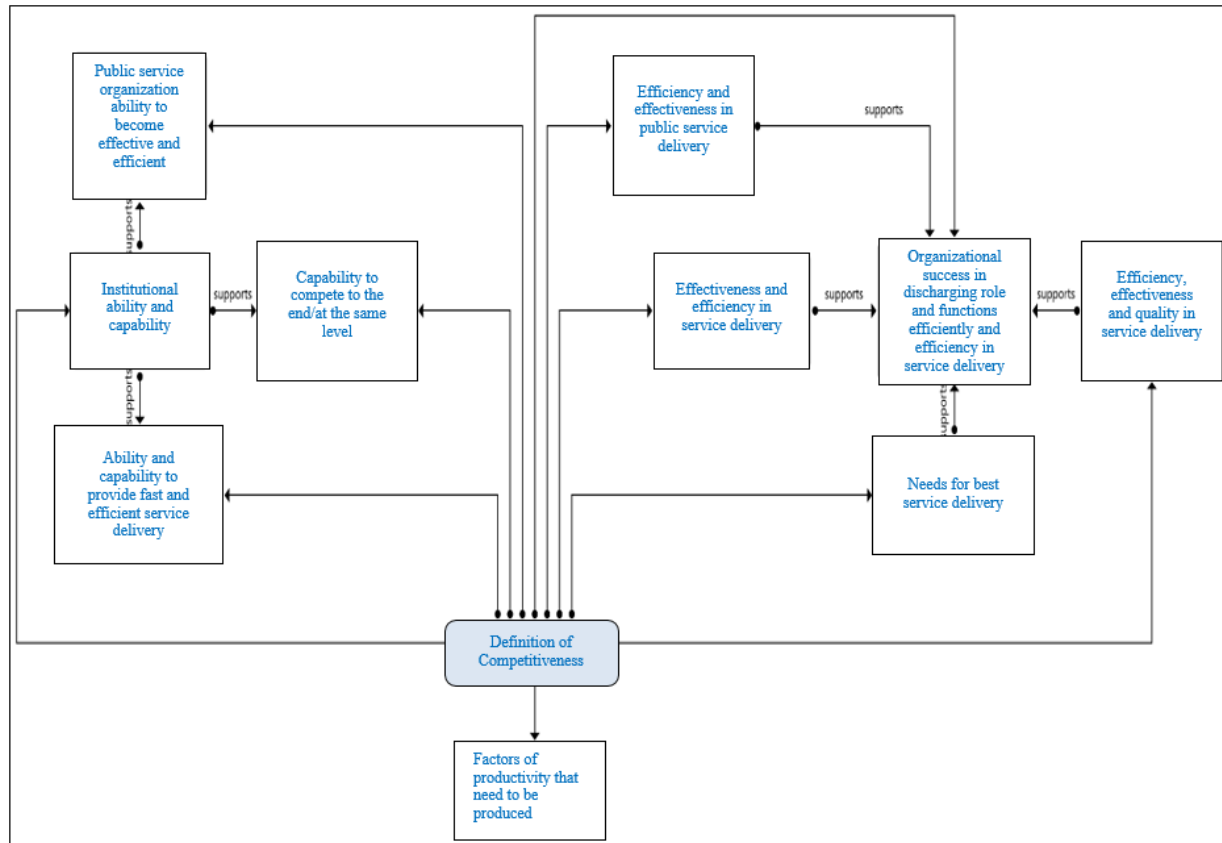 Public service
organization
ability to
become
effective and
efficient
Efficiency and
effectiveness in
public service
delivery
supports
supports
Institutional
ability and
capability
supports
Capability to
compete to the
end/at the same
level
Effectiveness and
efficiency in
service delivery
supports
Organizational
success in
discharging role
and functions
efficiently and
efficiency in
service delivery
supports
Efficiency,
effectiveness
and quality in
service delivery
supports
supports
Ability and
capability to
provide fast and
efficient service
delivery
Needs for best
service delivery
Definition of
Competitiveness
Factors of
productivity that
need to be
produced